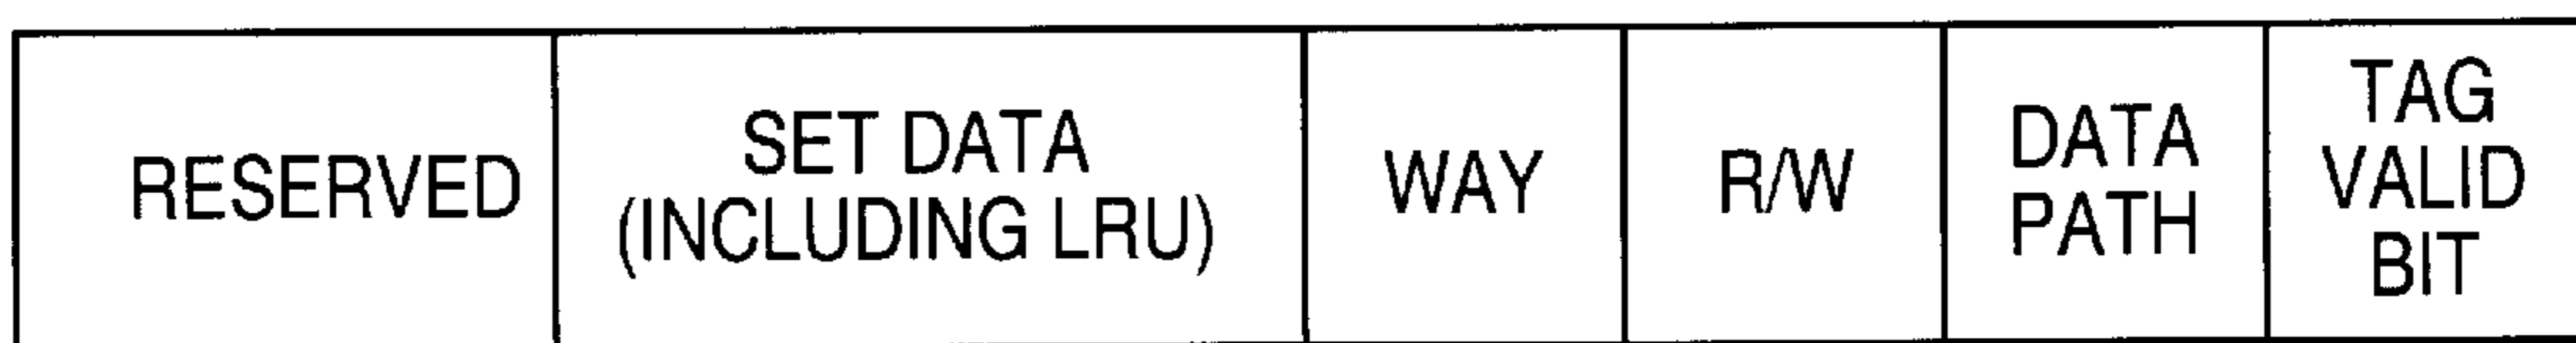 RESERVED
SET DATA
(INCLUDING LRU)
WAY
R/W
DATA
PATH
TAG
VALID
BIT